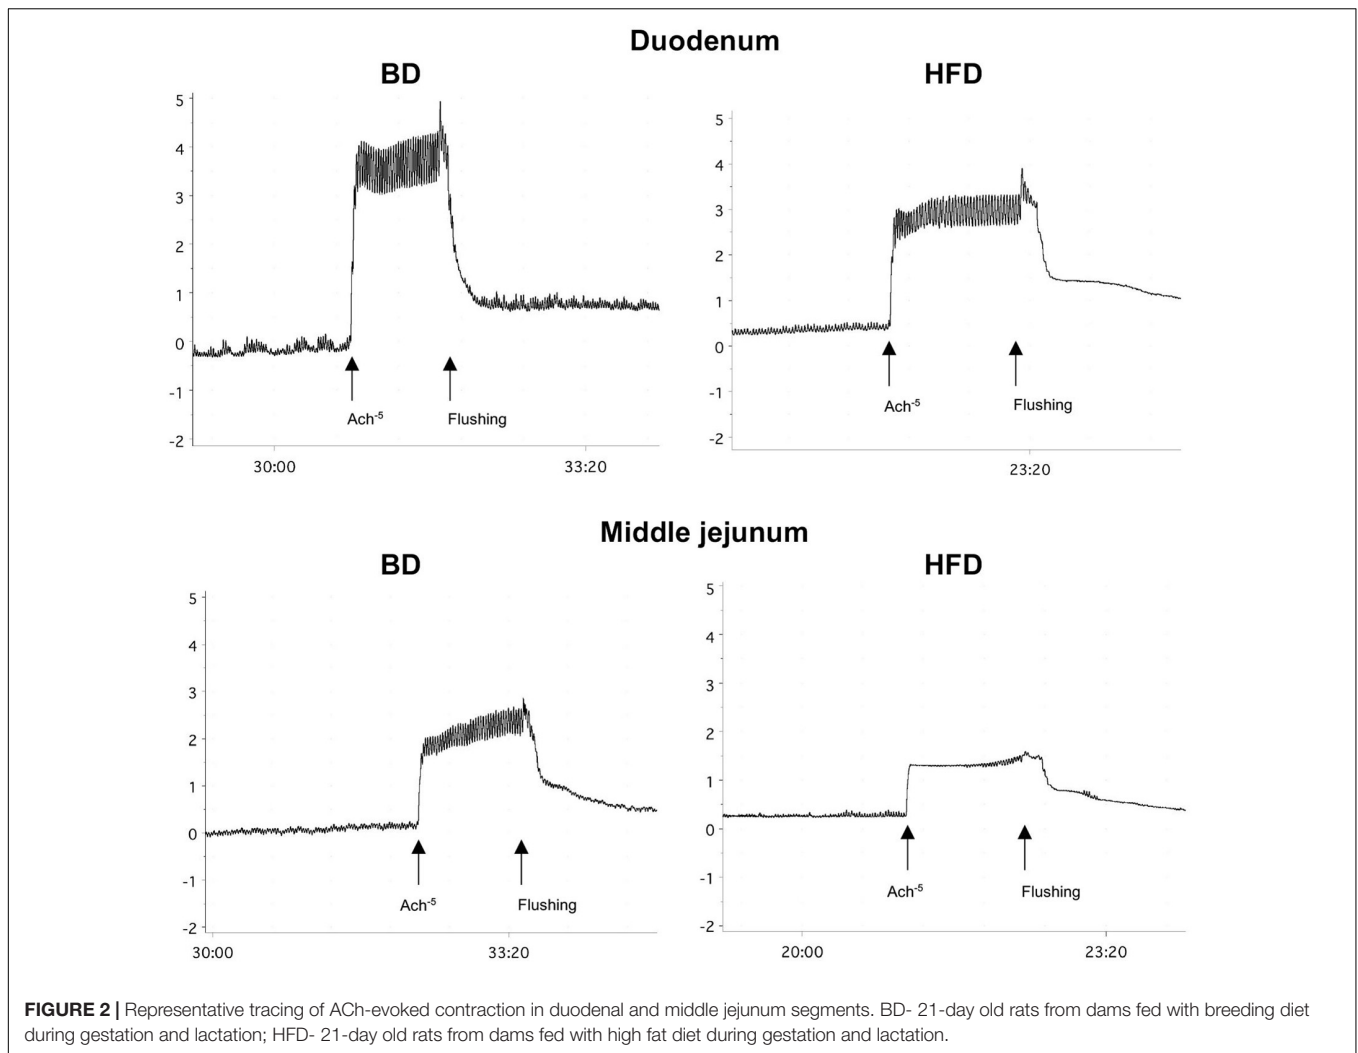 Duodenum
BD
HFD
5
4
3
2
1
0
-1
-2
Ach-5
Flushing
30:00
33:20
5
4
3
2
1
0
-1
-2
Ach-5
Flushing
23:20
Middle jejunum
BD
HFD
5
4
3
2
1
0
-1
-2
Ach-5
Flushing
30:00
33:20
5
4
3
2
1
0
-1
-2
Ach-5
Flushing
20:00
23:20
FIGURE 2 | Representative tracing of ACh-evoked contraction in duodenal and middle jejunum segments. BD- 21-day old rats from dams fed with breeding diet
during gestation and lactation; HFD- 21-day old rats from dams fed with high fat diet during gestation and lactation.